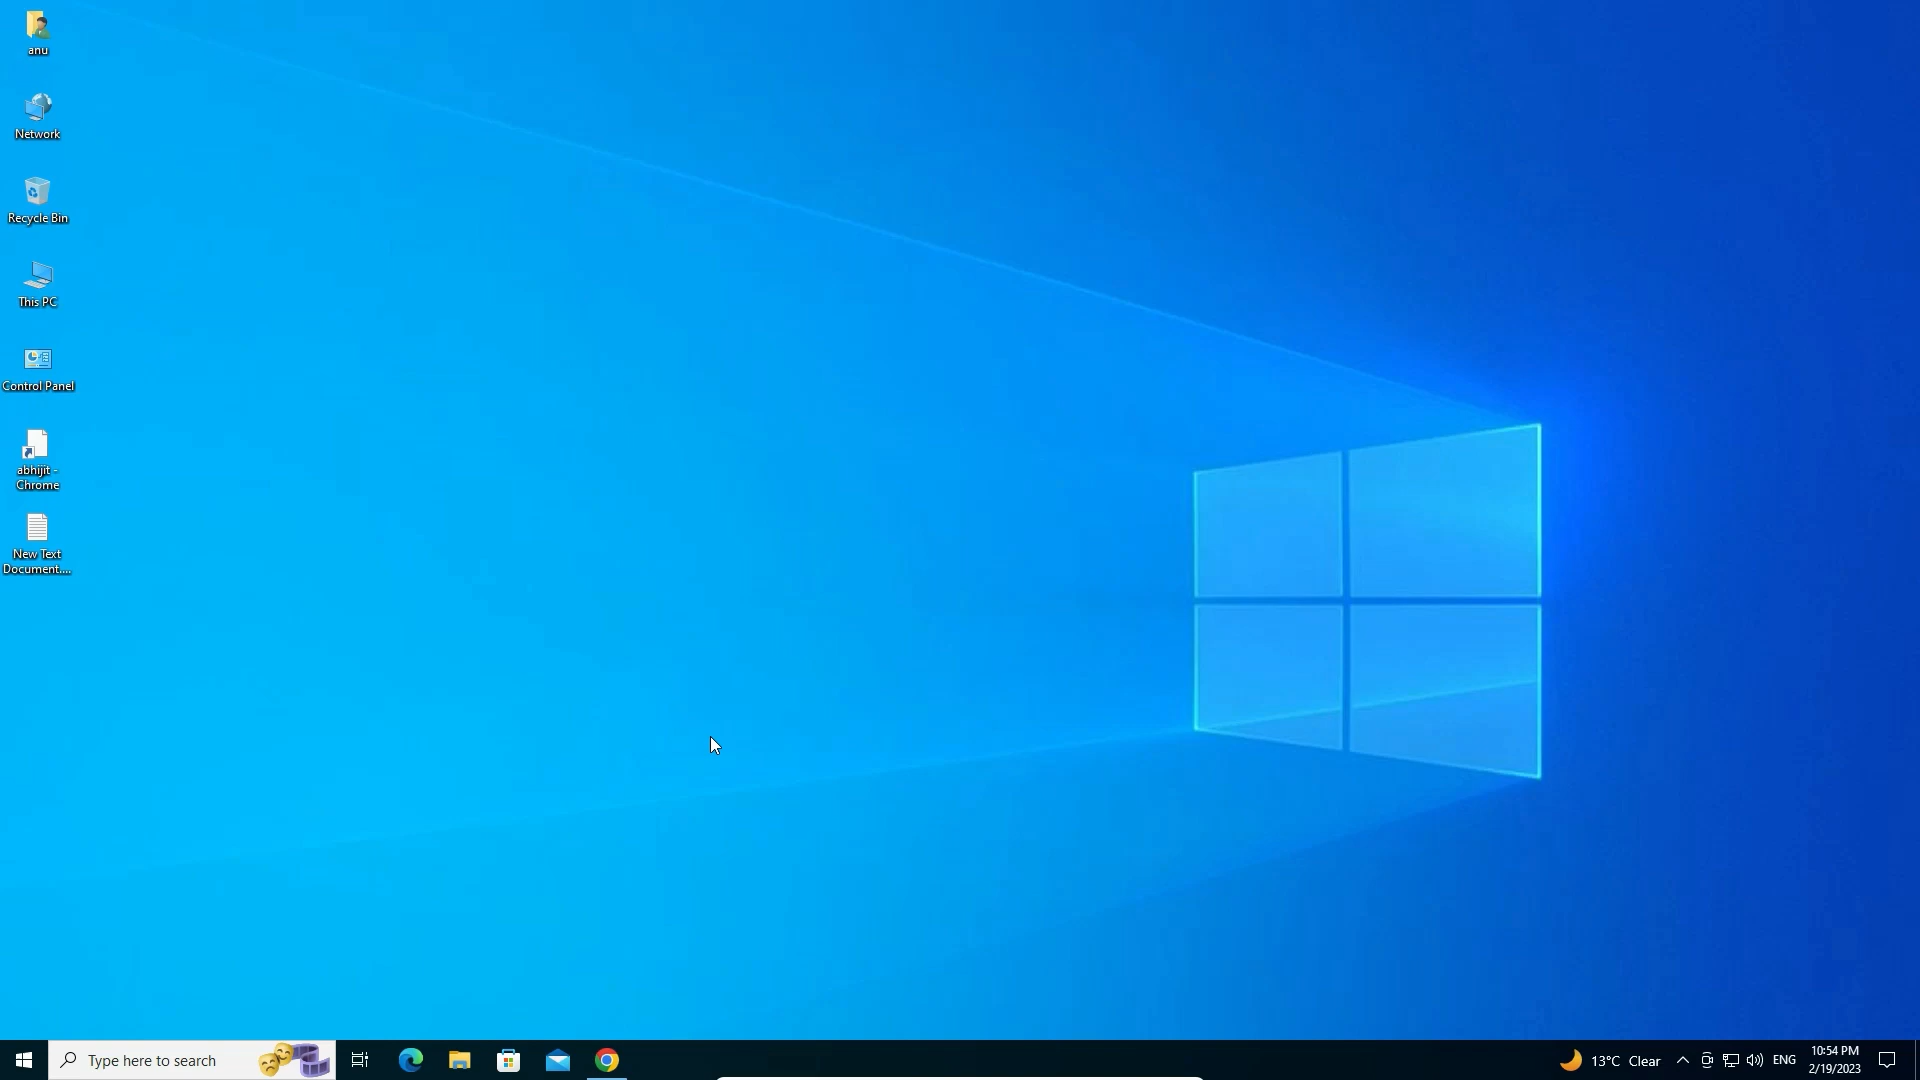 anu
Network
Recycle Bin
This PC
Control Panel
abhijit -
Chrome
New Text
Document....
Type here to search
13°C Clear
ENG
10:54 PM
2/19/2023